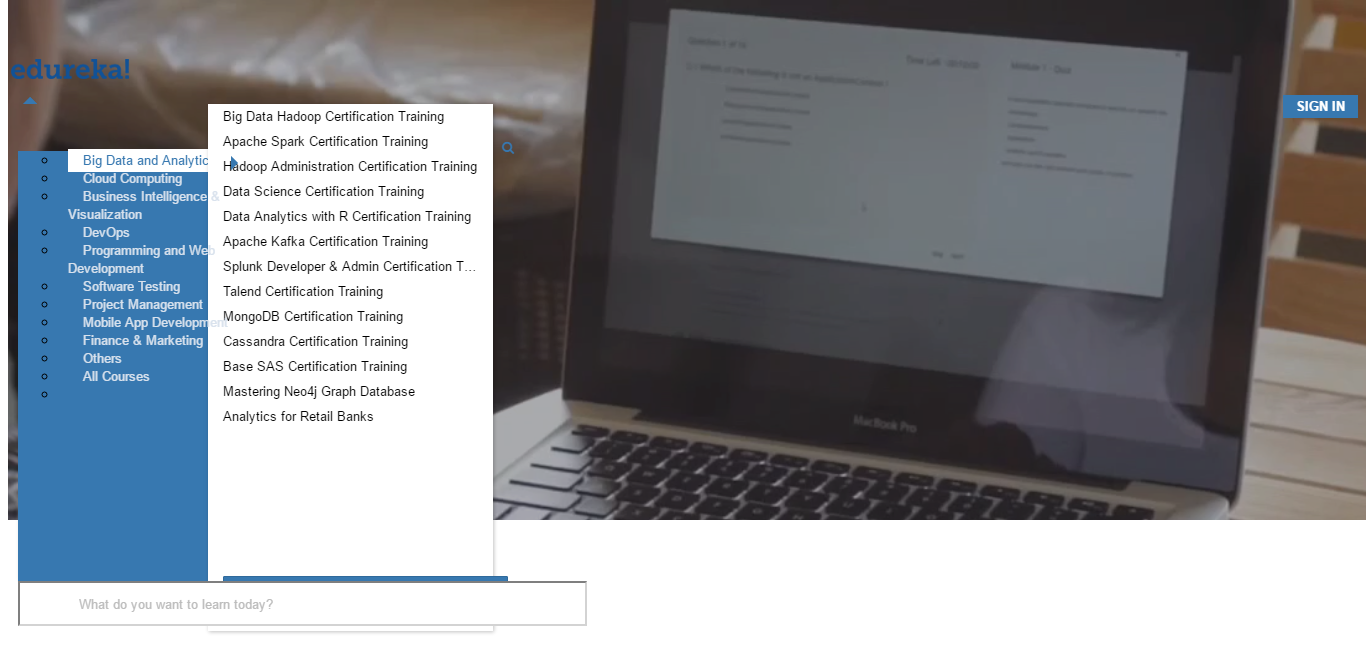 edureka!
SIGN IN
Big Data and Analytic
Cloud Computing
Business Intelligence &
Visualization
DevOps
Programming and Web
Development
Software Testing
Project Management
Mobile App Development
Finance & Marketing
Others
All Courses
Big Data Hadoop Certification Training
Apache Spark Certification Training
Hadoop Administration Certification Training
Data Science Certification Training
Data Analytics with R Certification Training
Apache Kafka Certification Training
Splunk Developer & Admin Certification T...
Talend Certification Training
MongoDB Certification Training
Cassandra Certification Training
Base SAS Certification Training
Mastering Neo4j Graph Database
Analytics for Retail Banks
What do you want to learn today?
MacBook Pro